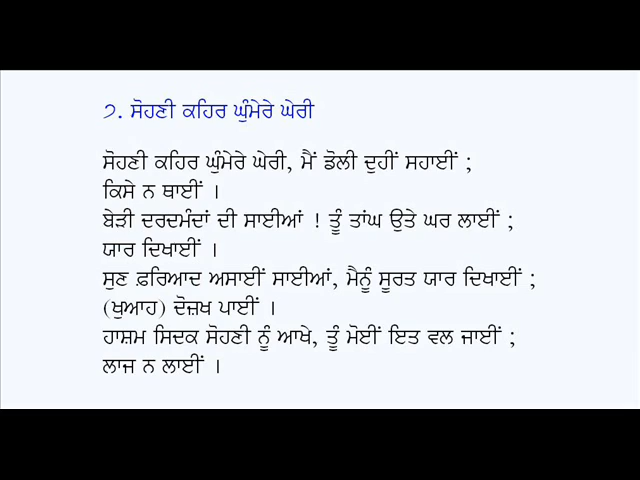 ੭. ਸੋਹਣੀ ਕਹਿਰ ਘੁੰਮੇਰੇ ਘੇਰੀ
ਸੋਹਣੀ ਕਹਿਰ ਘੁੰਮੇਰੇ ਘੇਰੀ, ਮੈਂ ਡੋਲੀ ਦੁਹੀਂ ਸਹਾਈਂ ;
ਕਿਸੇ ਨ ਥਾਈਂ ।
ਬੇੜੀ ਦਰਦਮੰਦਾਂ ਦੀ ਸਾਈਆਂ ! ਤੂੰ ਤਾਂਘ ਉਤੇ ਘਰ ਲਾਈਂ ;
ਯਾਰ ਦਿਖਾਈਂ ।
ਸੁਣ ਫ਼ਰਿਆਦ ਅਸਾਈਂ ਸਾਈਆਂ, ਮੈਨੂੰ ਸੂਰਤ ਯਾਰ ਦਿਖਾਈਂ ;
(ਖੁਆਹ) ਦੋਜ਼ਖ ਪਾਈਂ ।
ਹਾਸ਼ਮ ਸਿਦਕ ਸੋਹਣੀ ਨੂੰ ਆਖੇ, ਤੂੰ ਮੋਈਂ ਇਤ ਵਲ ਜਾਈਂ ;
ਲਾਜ ਨ ਲਾਈਂ ।